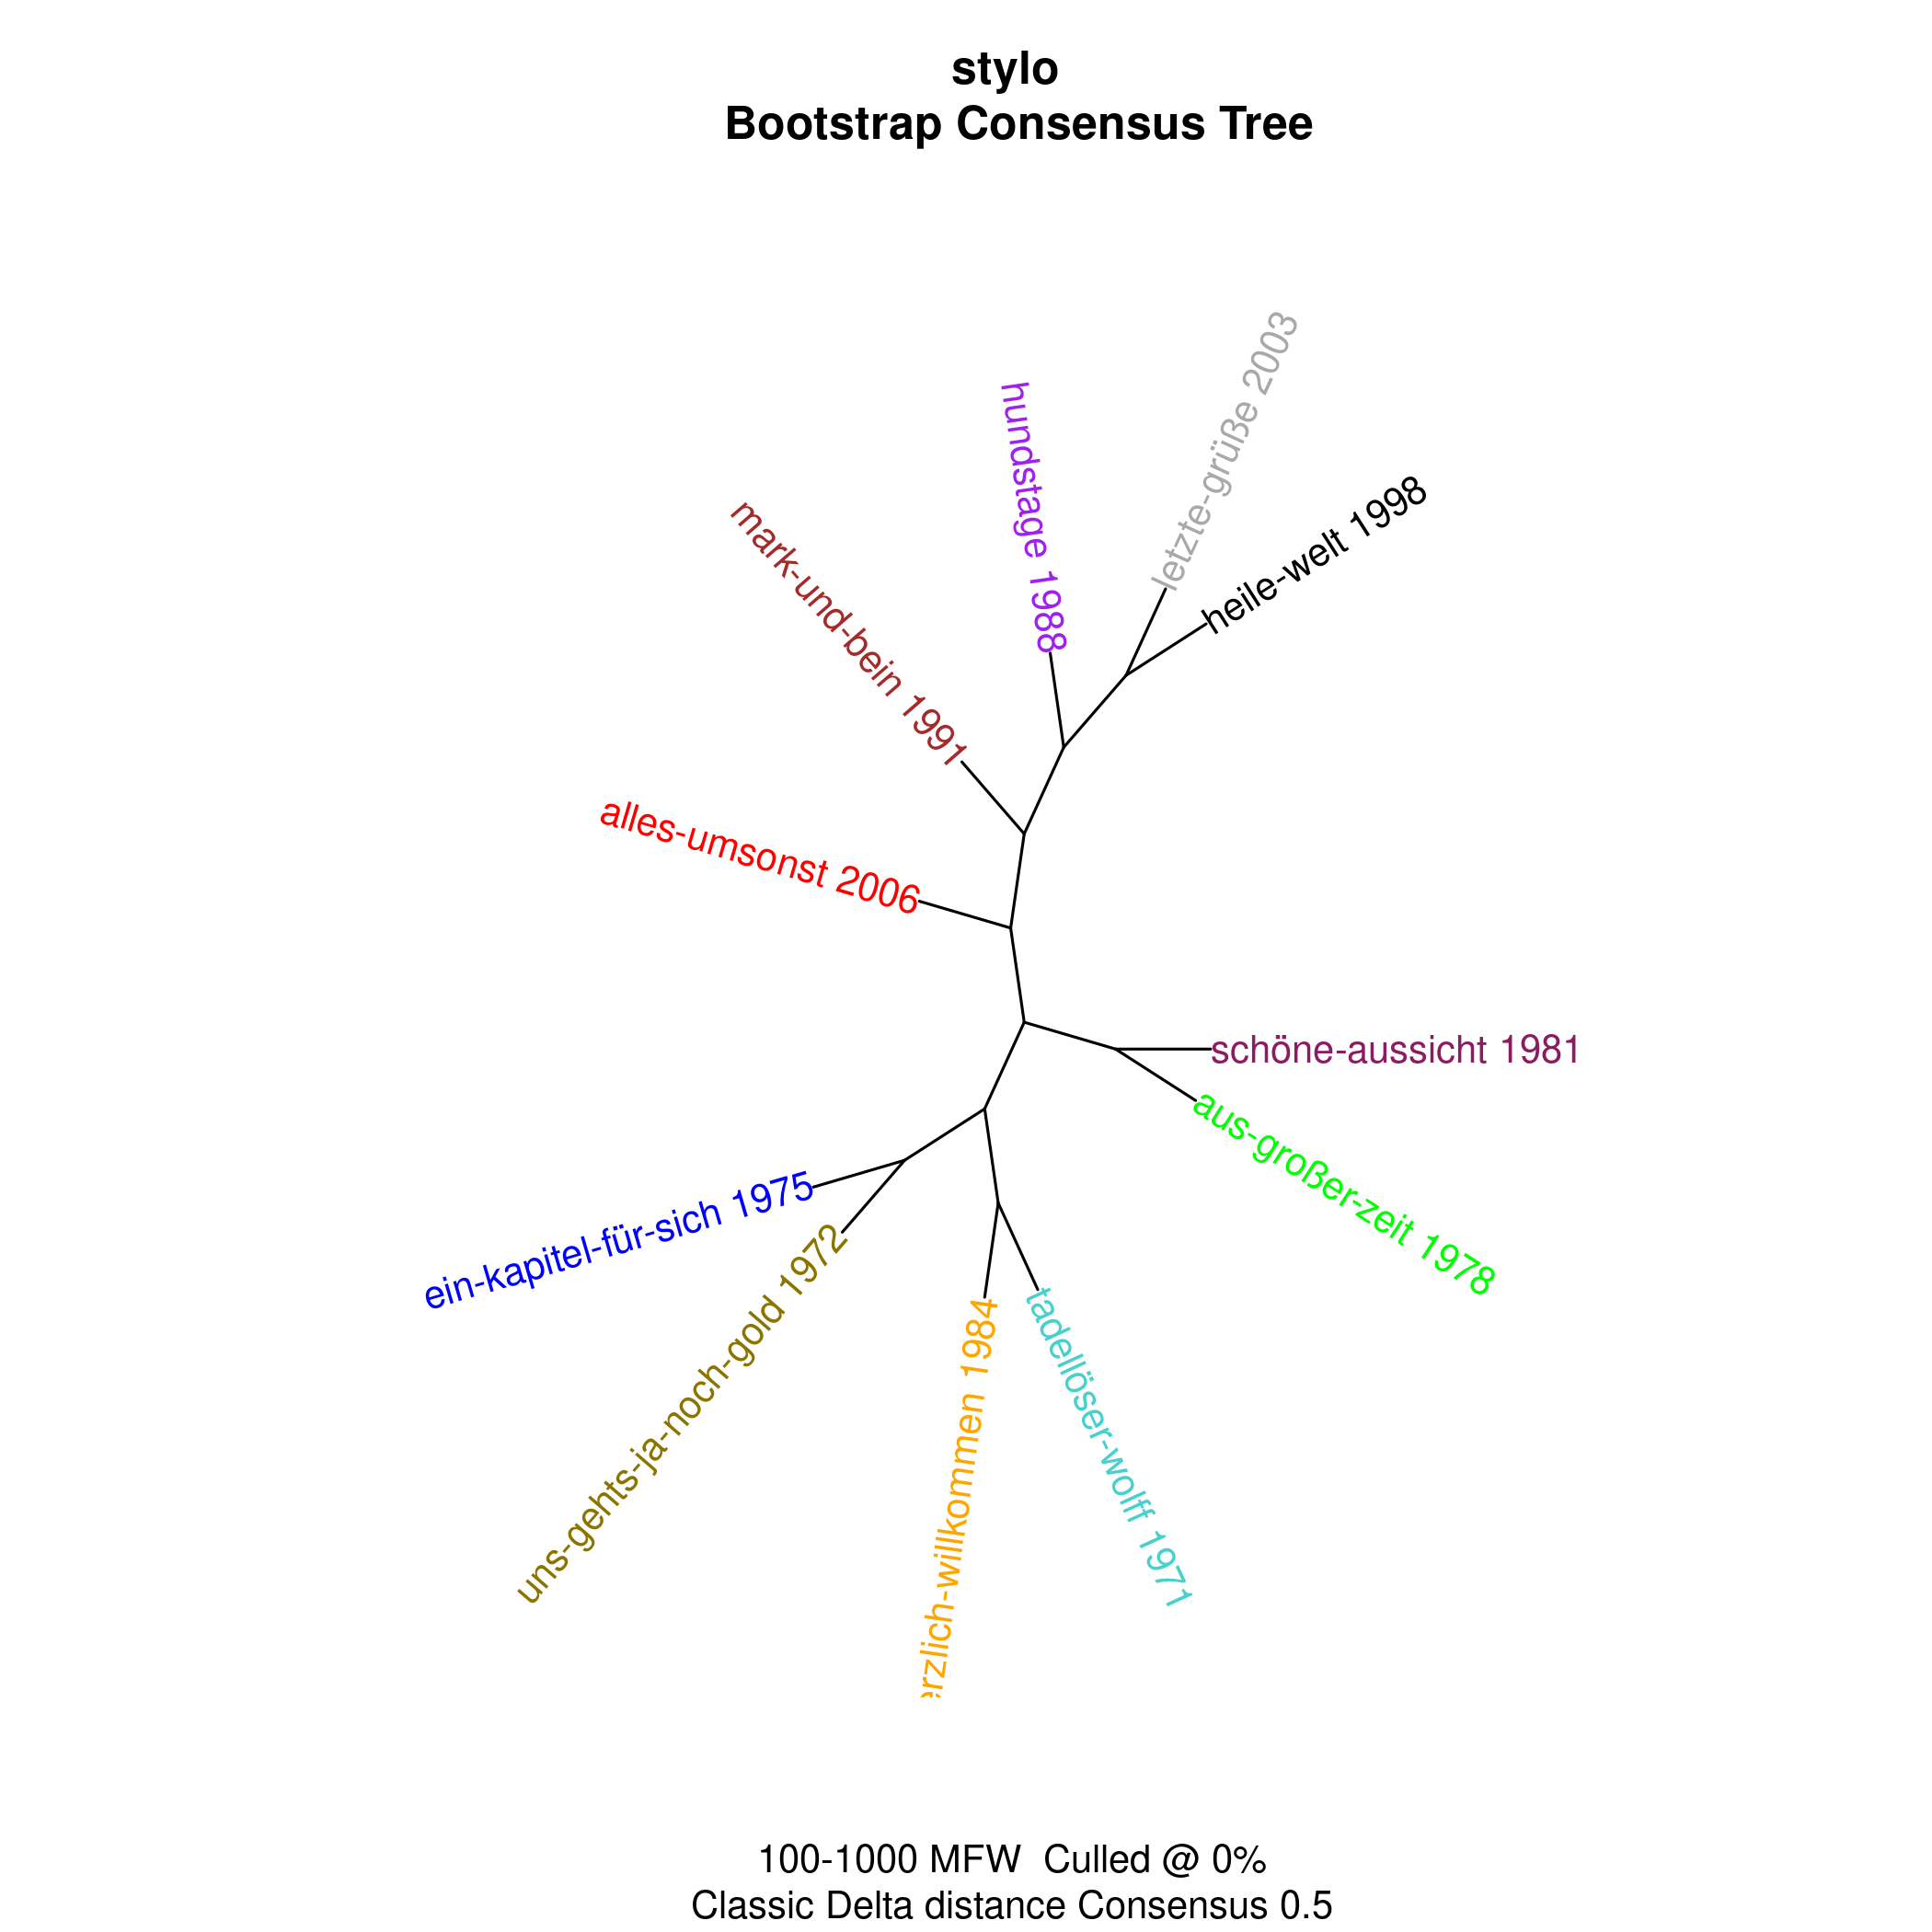 stylo
Bootstrap Consensus Tree
letzte-grüße 2003
hundstage 1988
heile-welt 1998
mark-und-bein 1991
alles-umsonst 2006
schöne-aussicht 1981
aus-großer-zeit 1978
ein-kapitel-für-sich 1975
uns-gehts-ja-noch-gold 1972
rzlich-willkommen 1984
tadellöser-wolff 1971
100-1000 MFW Culled @ 0%
Classic Delta distance Consensus 0.5